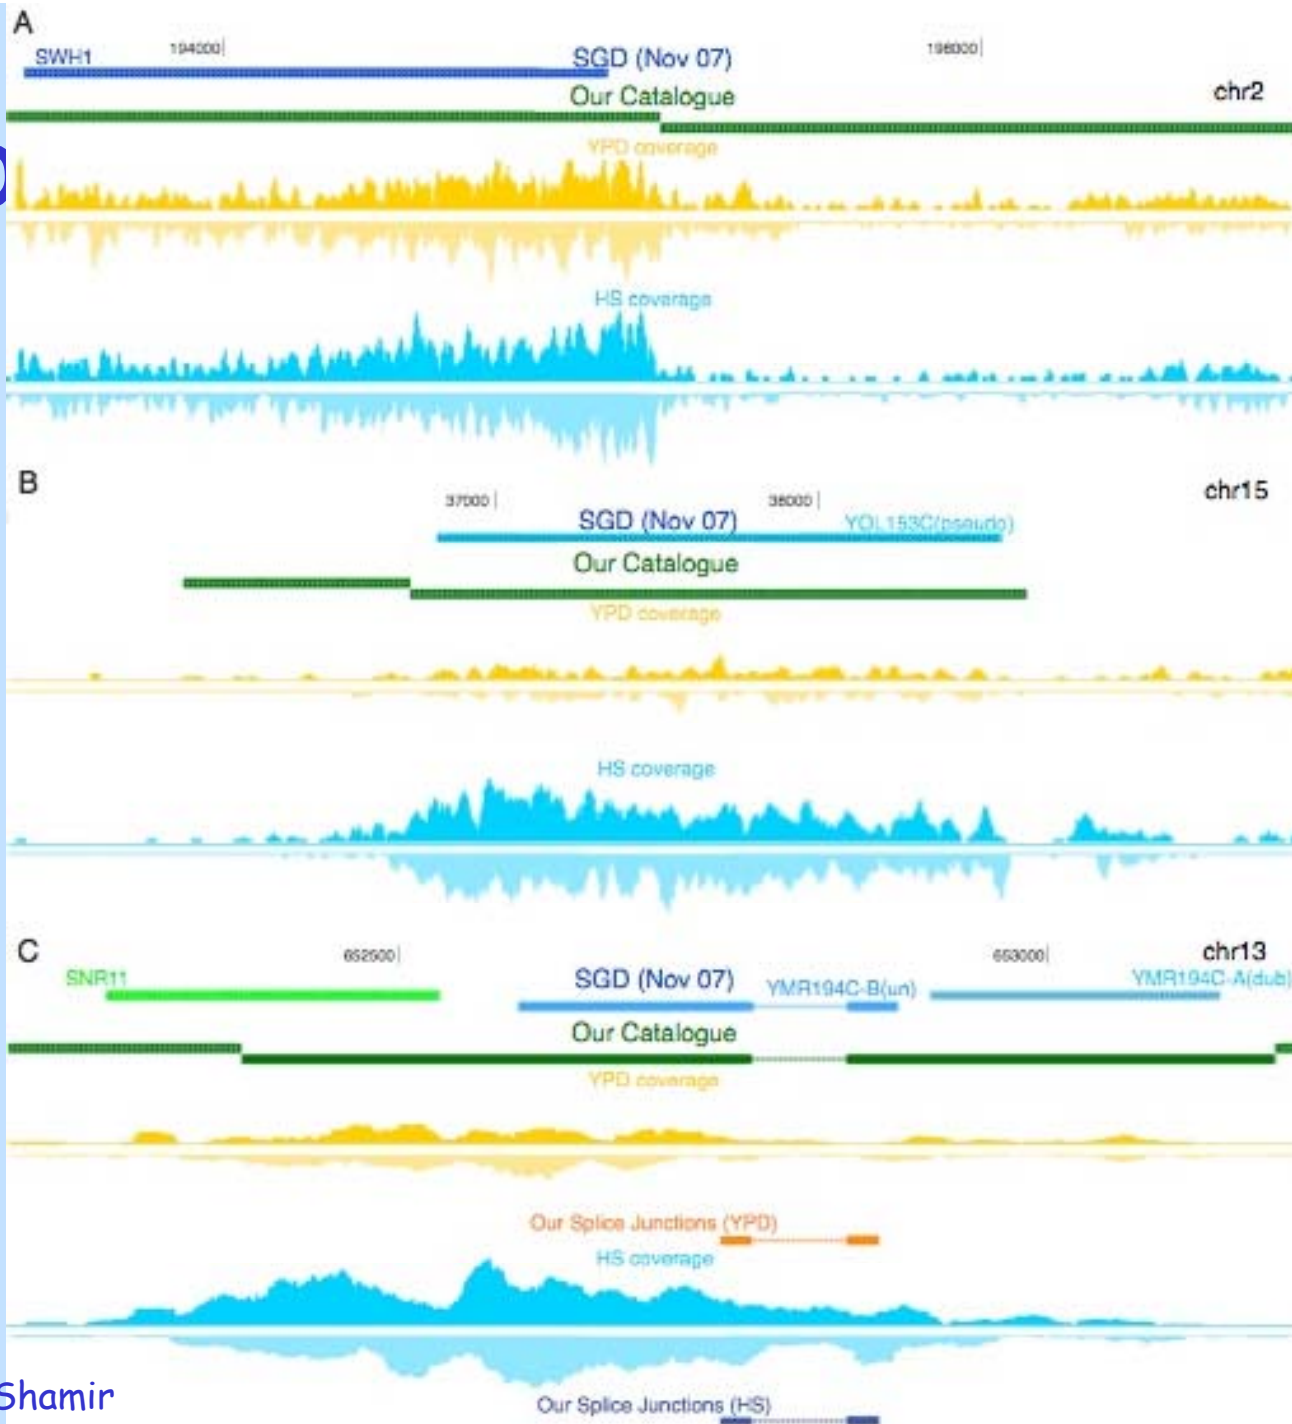 A
SWH1 194000 SGD (Nov 07) 196000
Our Catalogue chr2
YPD coverage
HS coverage
B chr15
37000 38000
SGD (Nov 07) YOL153C(pseudo)
Our Catalogue
YPD coverage
HS coverage
C 652500 653000 chr13
SNR11 SGD (Nov 07) YMR194C-B(un) YMR194C-A(dub)
Our Catalogue
YPD coverage
Our Splice Junctions (YPD)
HS coverage
Shamir
Our Splice Junctions (HS)